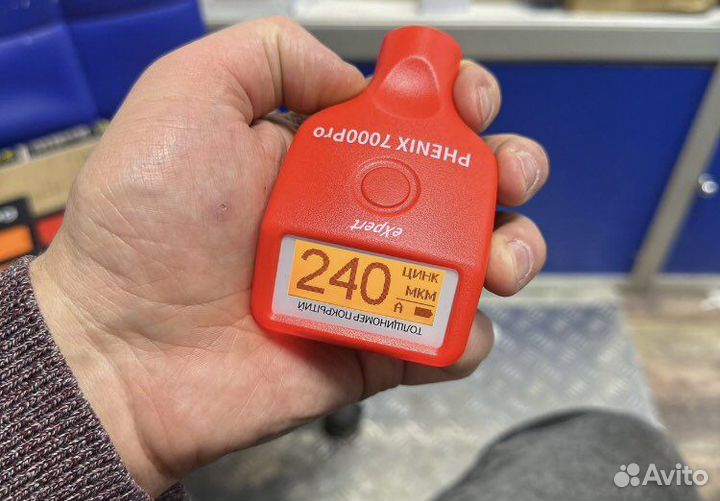 PHENIX 7000Pro
eXpert
240 ЦИНК
МКМ
A
ТОЛЩИНОМЕР ПОКРЫТИЙ
Avito